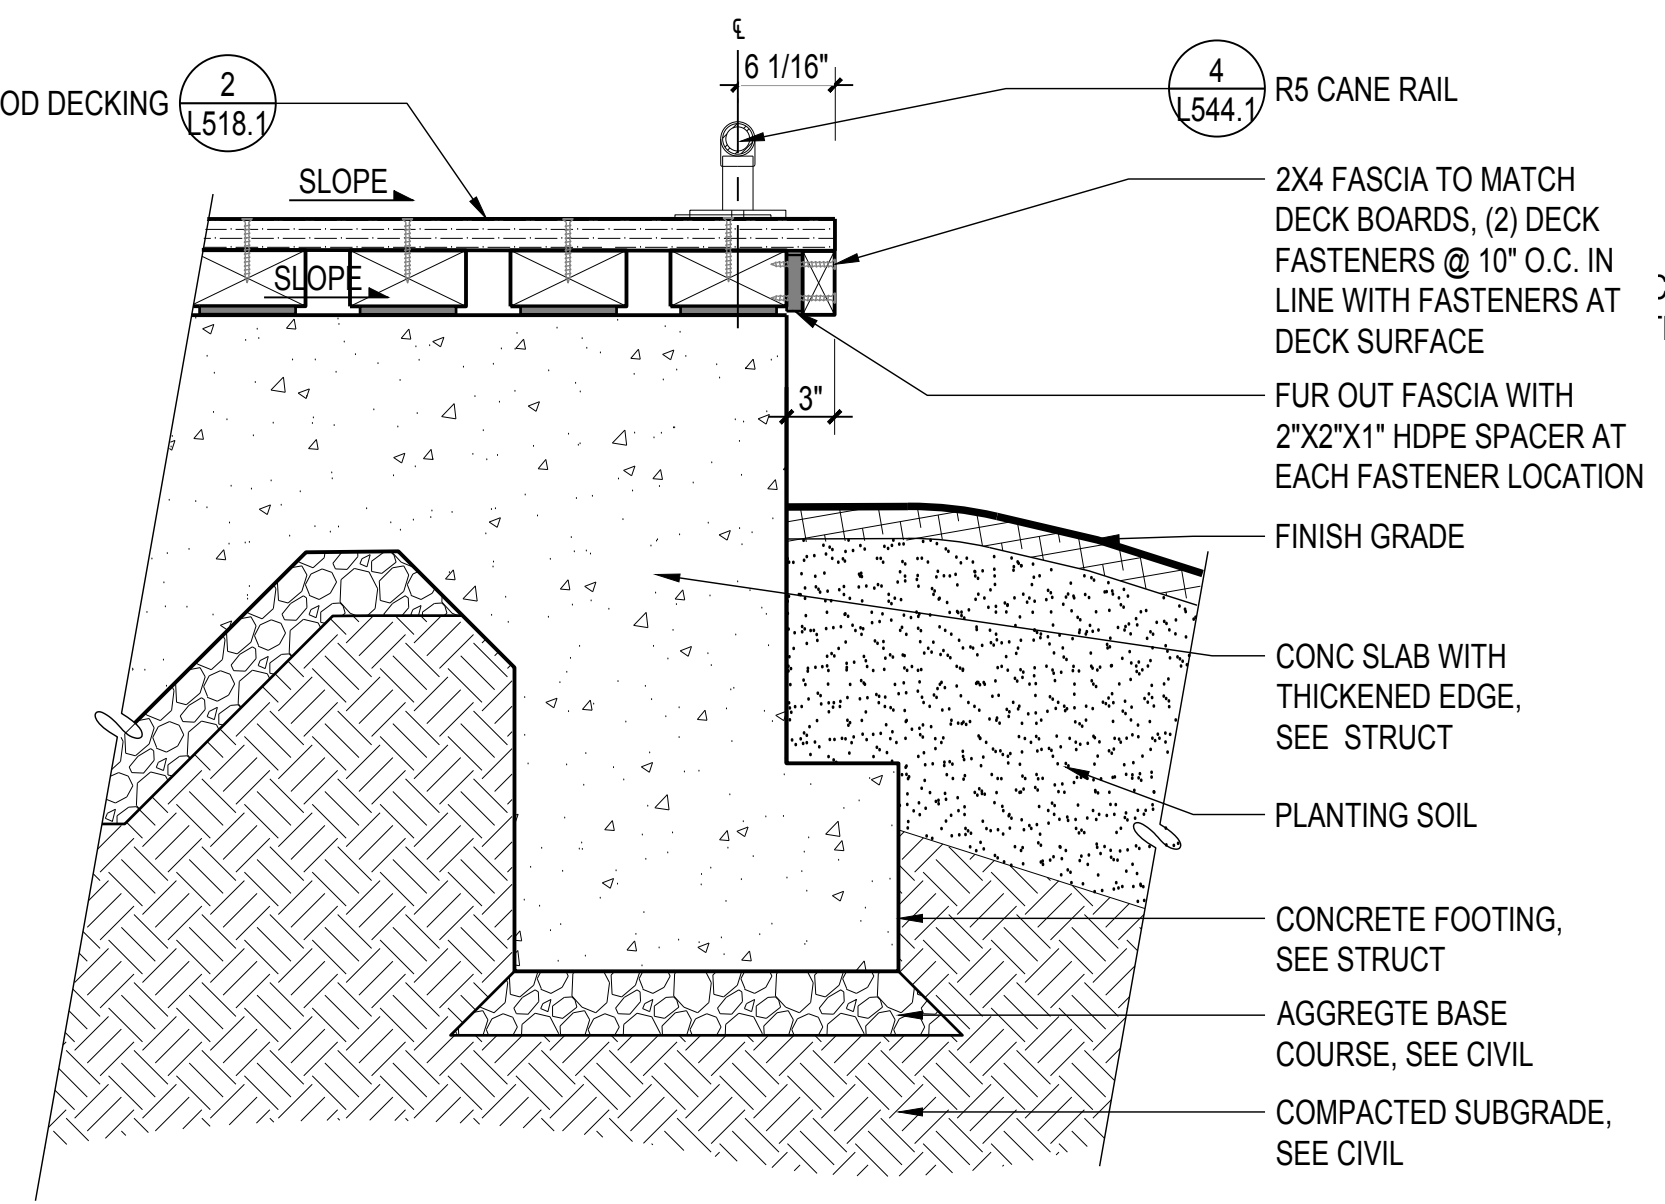 ℄
6 1/16"
OD DECKING
2
L518.1
4
L544.1
R5 CANE RAIL
SLOPE
SLOPE
2X4 FASCIA TO MATCH
DECK BOARDS, (2) DECK
FASTENERS @ 10" O.C. IN
LINE WITH FASTENERS AT
DECK SURFACE
3"
FUR OUT FASCIA WITH
2"X2"X1" HDPE SPACER AT
EACH FASTENER LOCATION
FINISH GRADE
CONC SLAB WITH
THICKENED EDGE,
SEE STRUCT
PLANTING SOIL
CONCRETE FOOTING,
SEE STRUCT
AGGREGTE BASE
COURSE, SEE CIVIL
COMPACTED SUBGRADE,
SEE CIVIL